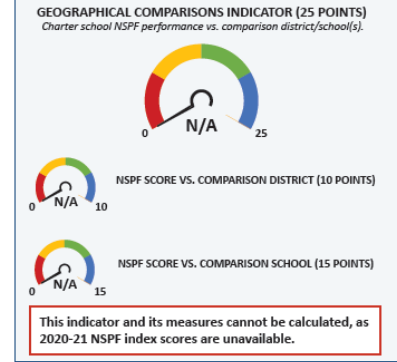 GEOGRAPHICAL COMPARISONS INDICATOR (25 POINTS)
Charter school NSPF performance vs. comparison district/school(s).
N/A
0 25
NSPF SCORE VS. COMPARISON DISTRICT (10 POINTS)
N/A
0 10
NSPF SCORE VS. COMPARISON SCHOOL (15 POINTS)
N/A
0 15
This indicator and its measures cannot be calculated, as
2020-21 NSPF index scores are unavailable.